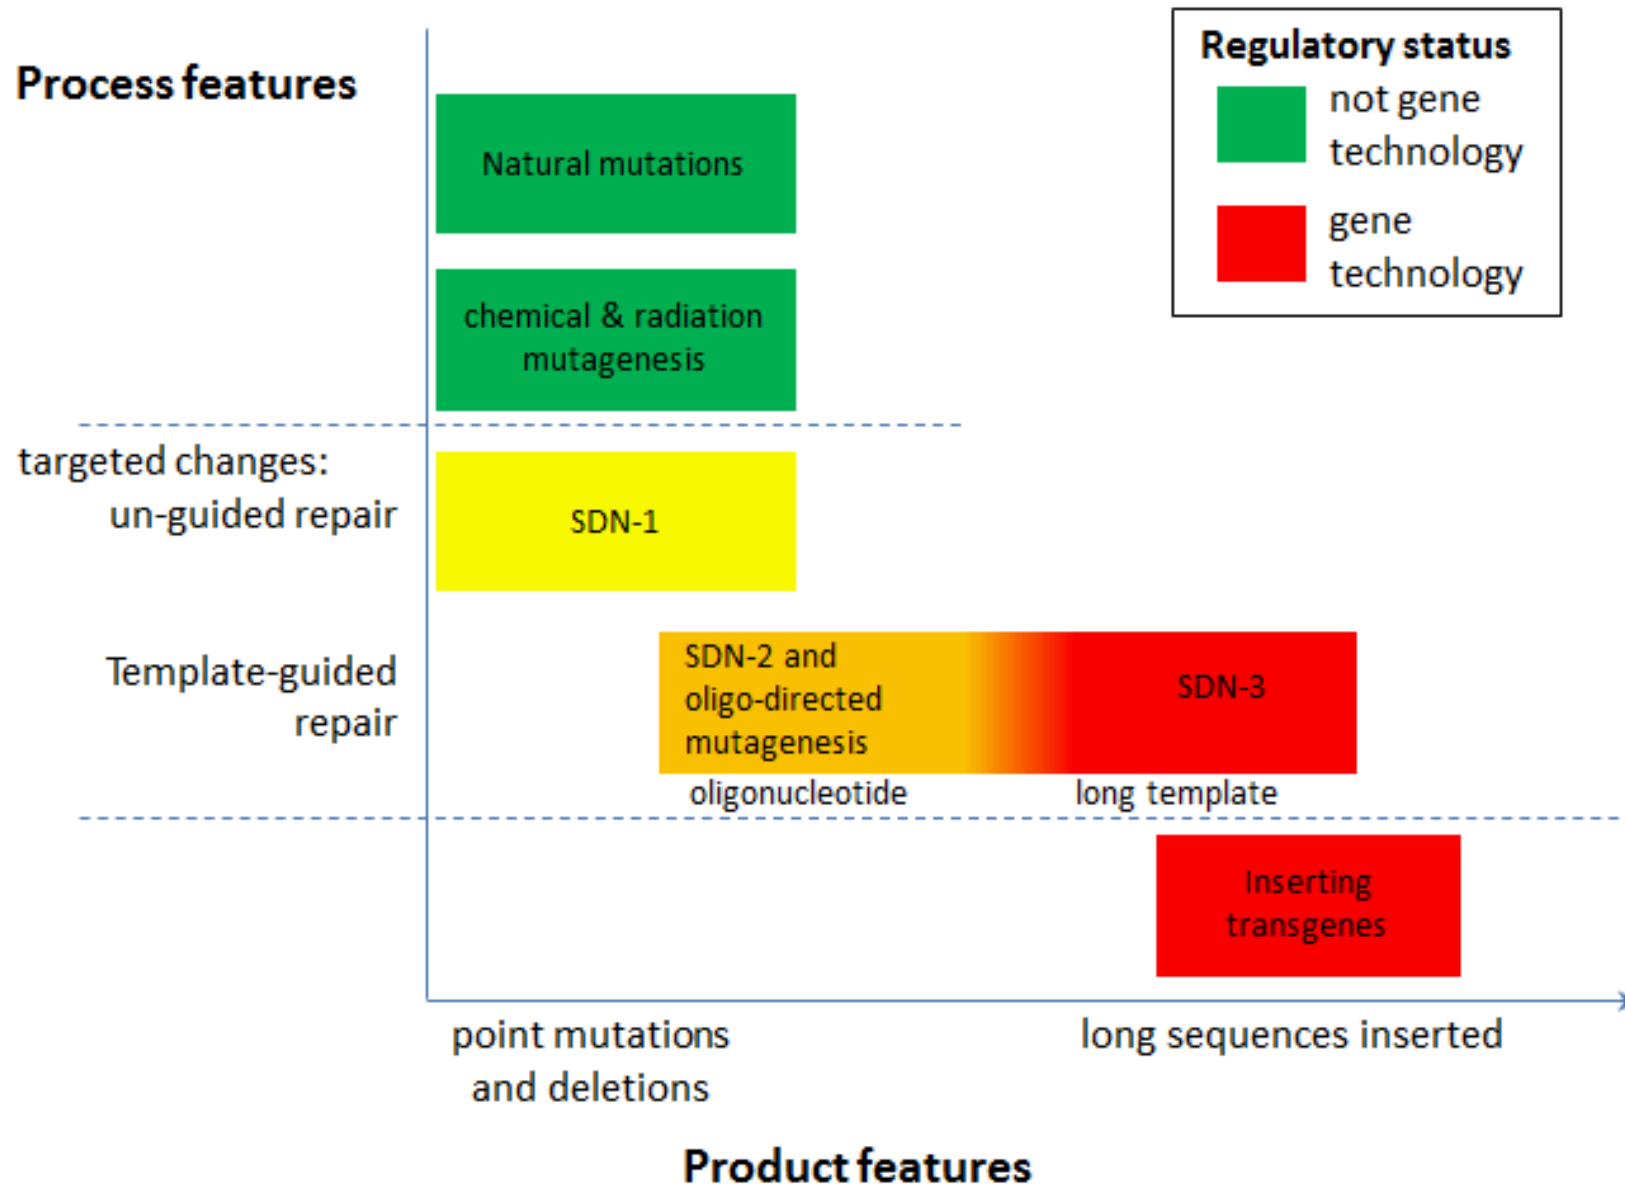 Process features
Regulatory status
not gene
technology
gene
technology
Natural mutations
chemical & radiation
mutagenesis
targeted changes:
un-guided repair
SDN-1
Template-guided
repair
SDN-2 and
oligo-directed
mutagenesis
SDN-3
oligonucleotide
long template
Inserting
transgenes
point mutations
and deletions
long sequences inserted
Product features